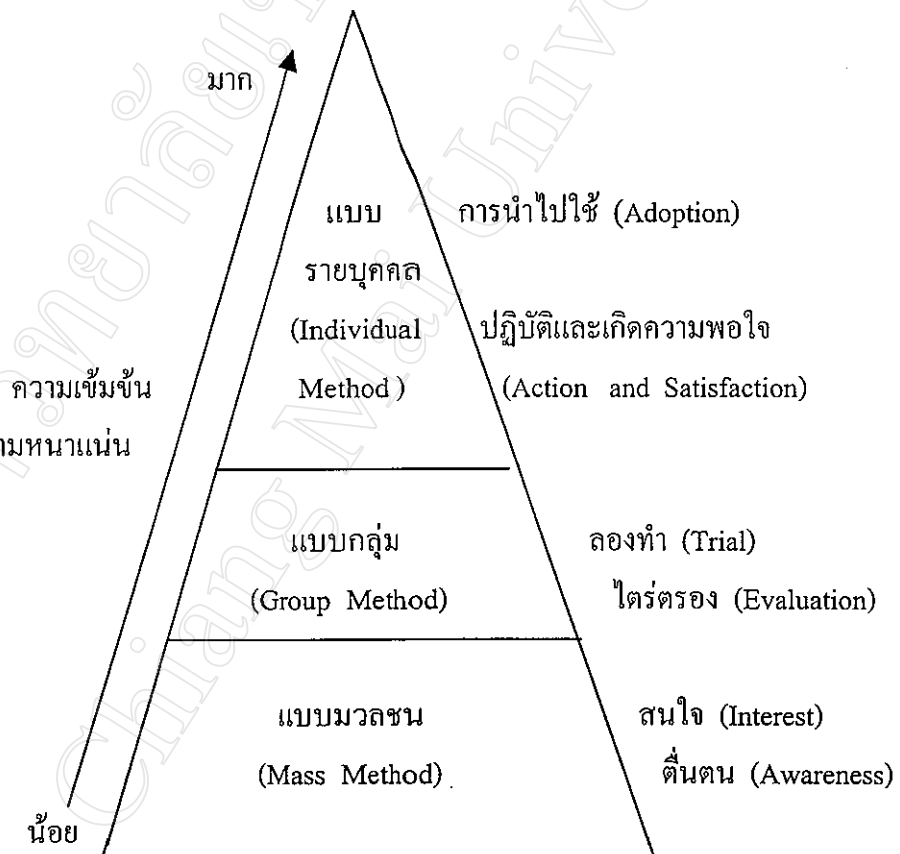 มาก
แบบ การนำไปใช้ (Adoption)
รายบุคคล
(Individual ปฏิบัติและเกิดความพอใจ
Method) (Action and Satisfaction)
ความเข้มข้น
ามหนาแน่น
แบบกลุ่ม ลองทำ (Trial)
(Group Method) ไตร่ตรอง (Evaluation)
แบบมวลชน สนใจ (Interest)
(Mass Method) ตื่นตน (Awareness)
น้อย
Chiang Mai Unive